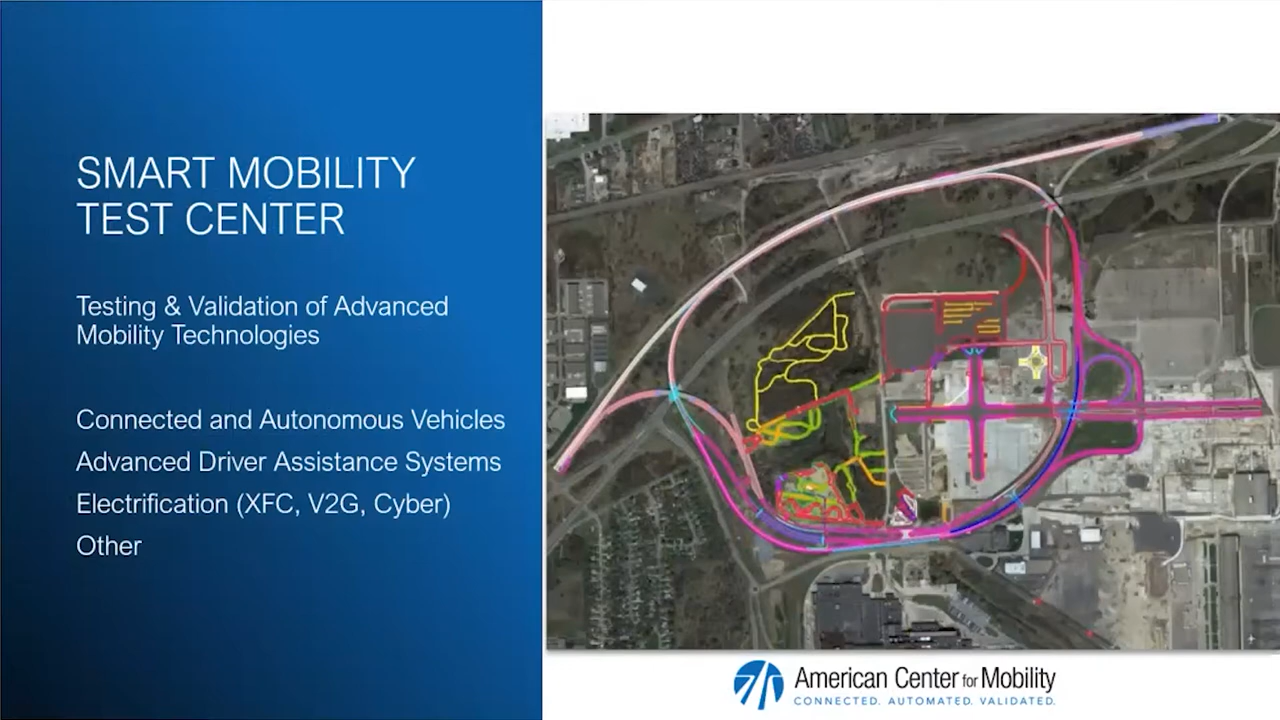 SMART MOBILITY
TEST CENTER
Testing & Validation of Advanced
Mobility Technologies
Connected and Autonomous Vehicles
Advanced Driver Assistance Systems
Electrification (XFC, V2G, Cyber)
Other
American Center for Mobility
CONNECTED. AUTOMATED. VALIDATED.